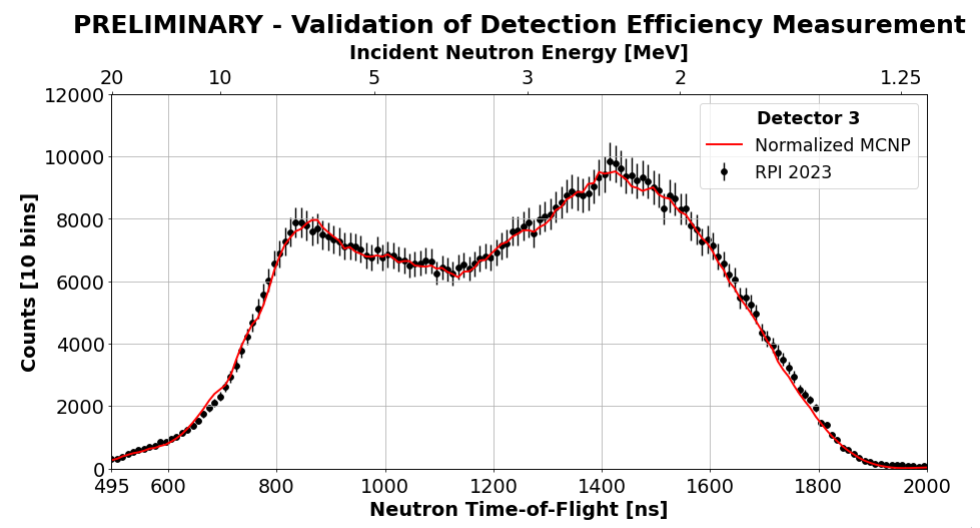 PRELIMINARY - Validation of Detection Efficiency Measurement
Incident Neutron Energy [MeV]
20 10 5 3 2 1.25
12000
10000
8000
6000
4000
2000
0
Counts [10 bins]
Detector 3
Normalized MCNP
RPI 2023
495 600 800 1000 1200 1400 1600 1800 2000
Neutron Time-of-Flight [ns]